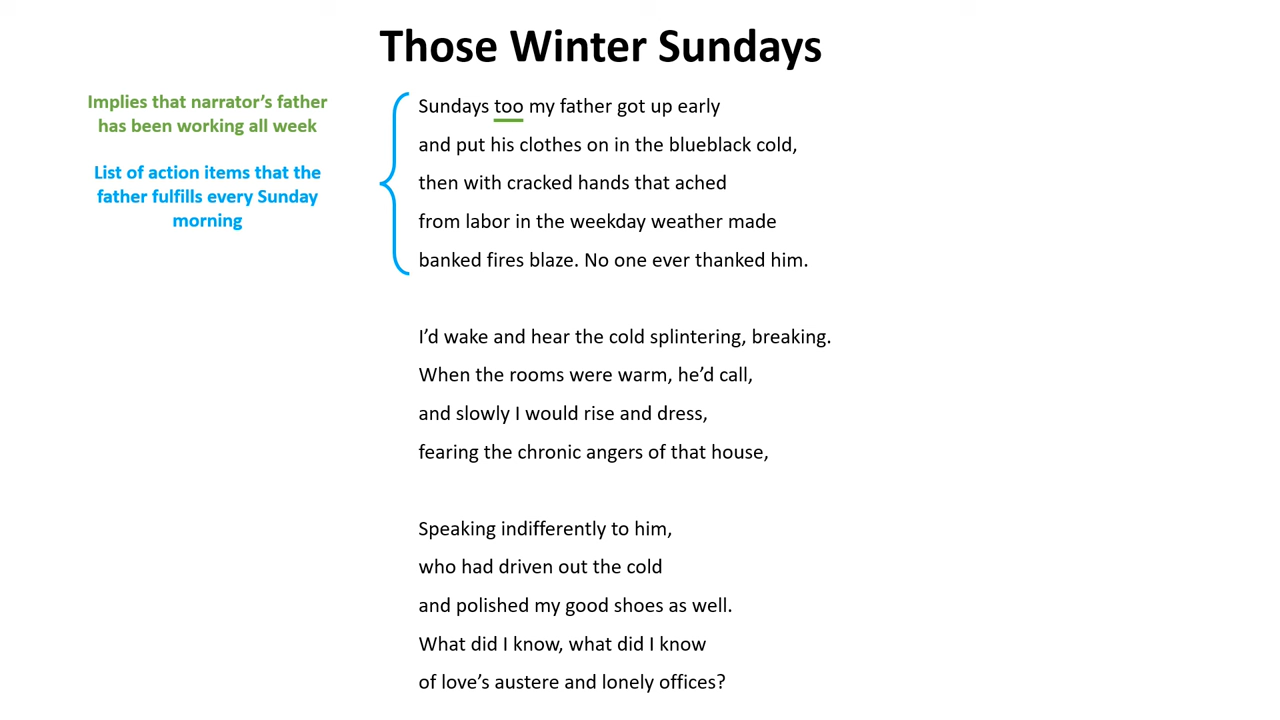 Those Winter Sundays
Implies that narrator's father
has been working all week
List of action items that the
father fulfills every Sunday
morning
Sundays too my father got up early
and put his clothes on in the blueblack cold,
then with cracked hands that ached
from labor in the weekday weather made
banked fires blaze. No one ever thanked him.
I'd wake and hear the cold splintering, breaking.
When the rooms were warm, he'd call,
and slowly I would rise and dress,
fearing the chronic angers of that house,
Speaking indifferently to him,
who had driven out the cold
and polished my good shoes as well.
What did I know, what did I know
of love's austere and lonely offices?